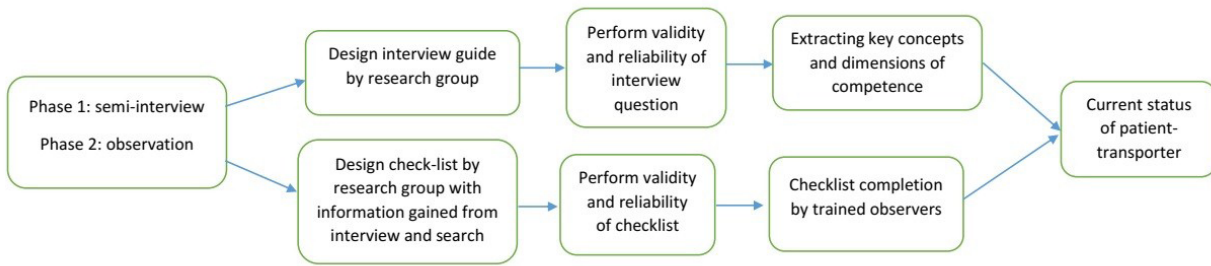 Phase 1: semi-interview
Phase 2: observation
Design interview guide
by research group
Perform validity
and reliability of
interview
question
Extracting key concepts
and dimensions of
competence
Design check-list by
research group with
information gained from
interview and search
Perform validity
and reliability
of checklist
Checklist completion
by trained observers
Current status
of patient-
transporter